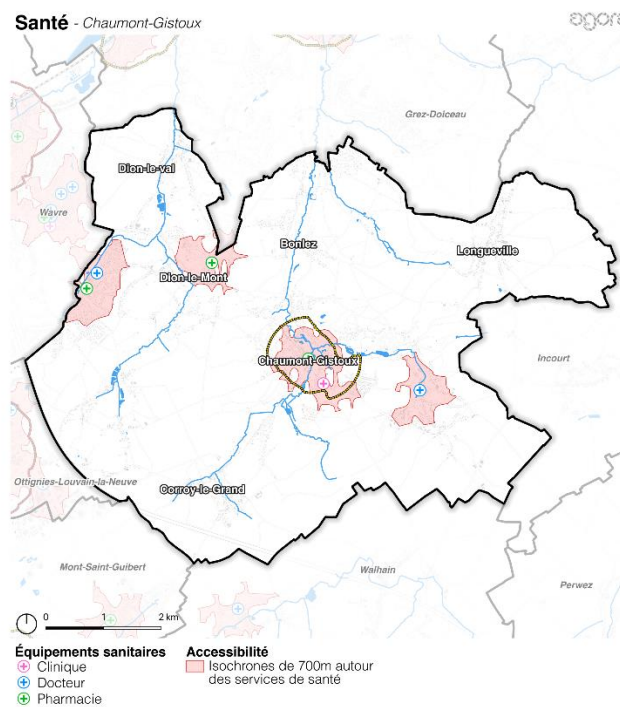 Santé - Chaumont-Gistoux
agora
Grez-Doiceau
Dion-le-val
Wavre
Bonlez
Longueville
Dion-le-Mont
Chaumont-Gistoux
Incourt
Ottignies-Louvain-la-Neuve
Corroy-le-Grand
Mont-Saint-Guibert
Walhain
Perwez
0 1 2 km
Équipements sanitaires
Clinique
Docteur
Pharmacie
Accessibilité
Isochrones de 700m autour
des services de santé